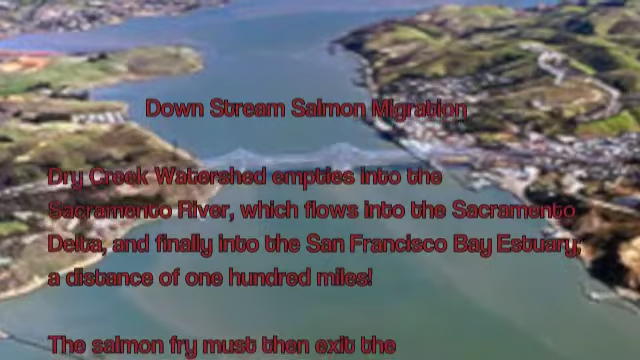 Down Stream Salmon Migration
Dry Creek Watershed empties into the
Sacramento River, which flows into the Sacramento
Delta, and finally into the San Francisco Bay Estuary;
a distance of one hundred miles!
The salmon fry must then exit the